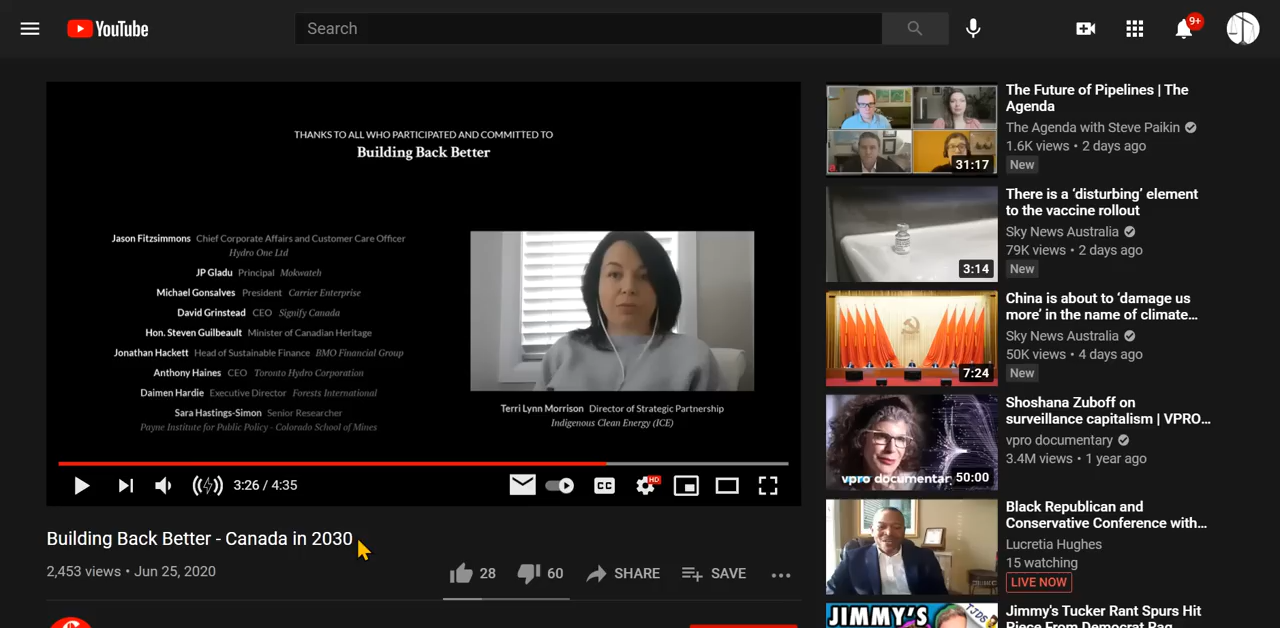 YouTube
Search
9+
THANKS TO ALL WHO PARTICIPATED AND COMMITTED TO
Building Back Better
Jason Fitzsimmons Chief Corporate Affairs and Customer Care Officer
Hydro One Ltd
JP Gladu Principal Mokwateh
Michael Gonsalves President Carrier Enterprise
David Grinstead CEO Signify Canada
Hon. Steven Guilbeault Minister of Canadian Heritage
Jonathan Hackett Head of Sustainable Finance BMO Financial Group
Anthony Haines CEO Toronto Hydro Corporation
Daimen Hardie Executive Director Forests International
Sara Hastings-Simon Senior Researcher
Payne Institute for Public Policy - Colorado School of Mines
Terri Lynn Morrison Director of Strategic Partnership
Indigenous Clean Energy (ICE)
3:26 / 4:35
CC
HD
Building Back Better - Canada in 2030
2,453 views • Jun 25, 2020
28
60
SHARE
SAVE
31:17
The Future of Pipelines | The
Agenda
The Agenda with Steve Paikin
1.6K views • 2 days ago
New
3:14
There is a ‘disturbing’ element
to the vaccine rollout
Sky News Australia
79K views • 2 days ago
New
7:24
China is about to ‘damage us
more’ in the name of climate…
Sky News Australia
50K views • 4 days ago
New
vpro documentar
50:00
Shoshana Zuboff on
surveillance capitalism | VPRO…
vpro documentary
3.4M views • 1 year ago
Black Republican and
Conservative Conference with…
Lucretia Hughes
15 watching
LIVE NOW
JIMMY'S
TJDS
Jimmy's Tucker Rant Spurs Hit
Piece From Democrat Rag